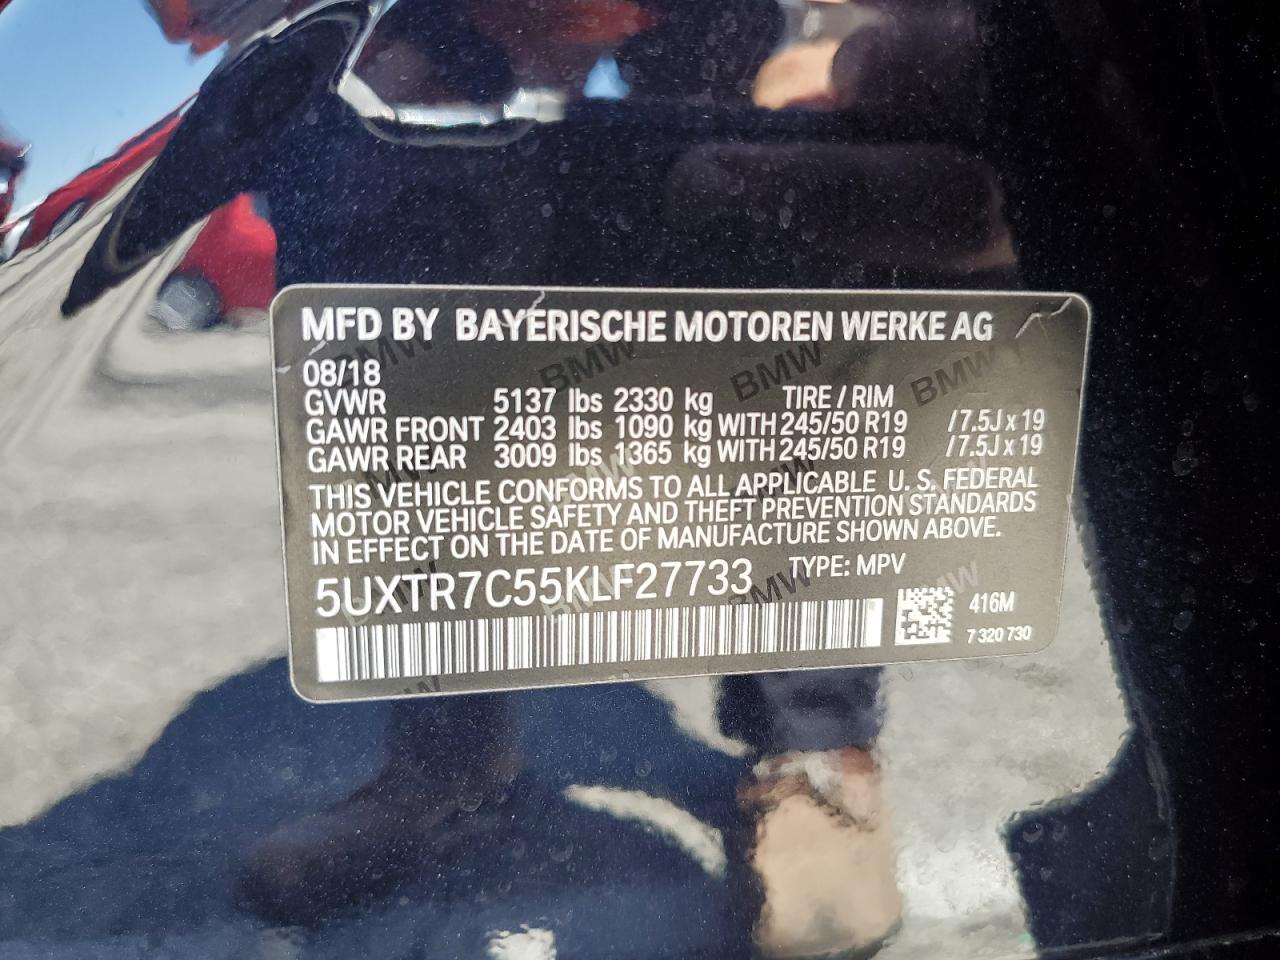 MFD BY BAYERISCHE MOTOREN WERKE AG
08/18
GVWR 5137 lbs 2330 kg TIRE / RIM
GAWR FRONT 2403 lbs 1090 kg WITH 245/50 R19 /7.5J x 19
GAWR REAR 3009 lbs 1365 kg WITH 245/50 R19 /7.5J x 19
THIS VEHICLE CONFORMS TO ALL APPLICABLE U. S. FEDERAL
MOTOR VEHICLE SAFETY AND THEFT PREVENTION STANDARDS
IN EFFECT ON THE DATE OF MANUFACTURE SHOWN ABOVE.
5UXTR7C55KLF27733 TYPE: MPV
416M
7 320 730